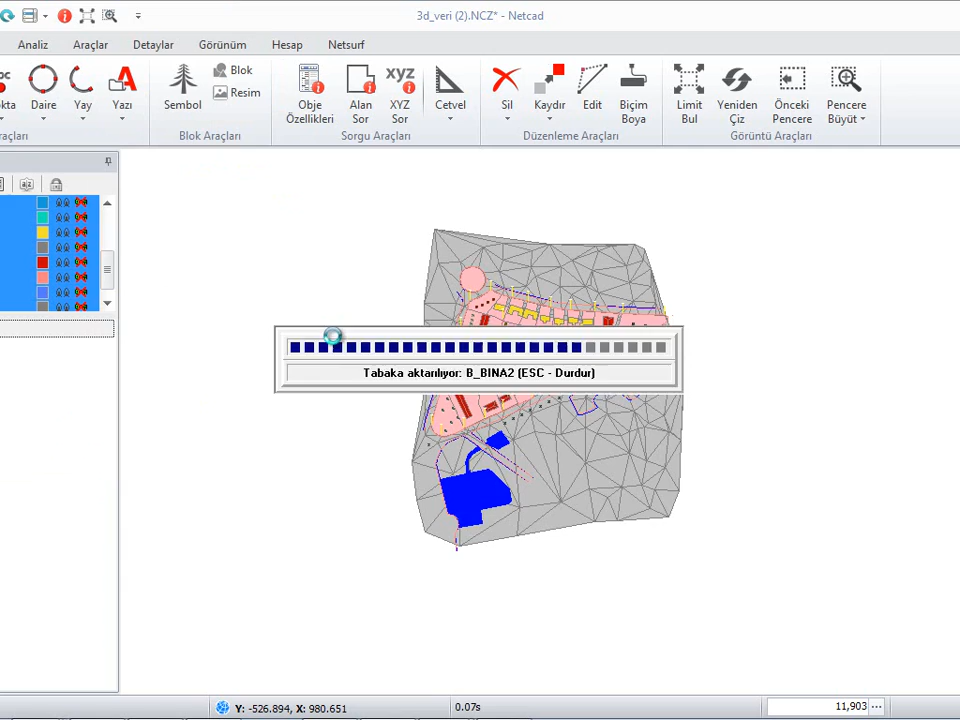 3d_veri (2).NCZ* - Netcad
Analiz Araçlar Detaylar Görünüm Hesap Netsurf
Daire Yay Yazı Sembol Blok Resim
Obje Özellikleri Alan Sor XYZ Sor Cetvel
Sil Kaydır Edit Biçim Boya
Limit Bul Yeniden Çiz Önceki Pencere Pencere Büyüt
Blok Araçları Sorgu Araçları Düzenleme Araçları Görüntü Araçları
Tabaka aktarılıyor: B_BINA2 (ESC - Durdur)
Y: -526.894, X: 980.651 0.07s 11,903